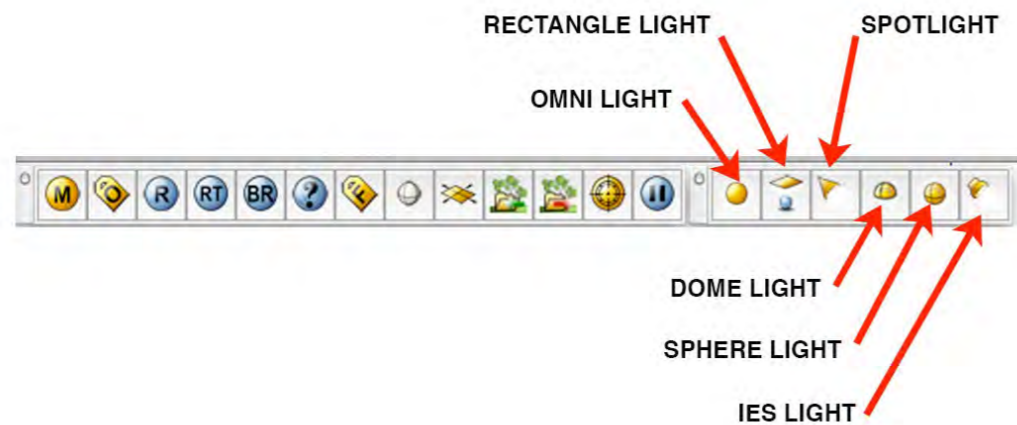 RECTANGLE LIGHT
SPOTLIGHT
OMNI LIGHT
M
R
RT
BR
?
F
DOME LIGHT
SPHERE LIGHT
IES LIGHT